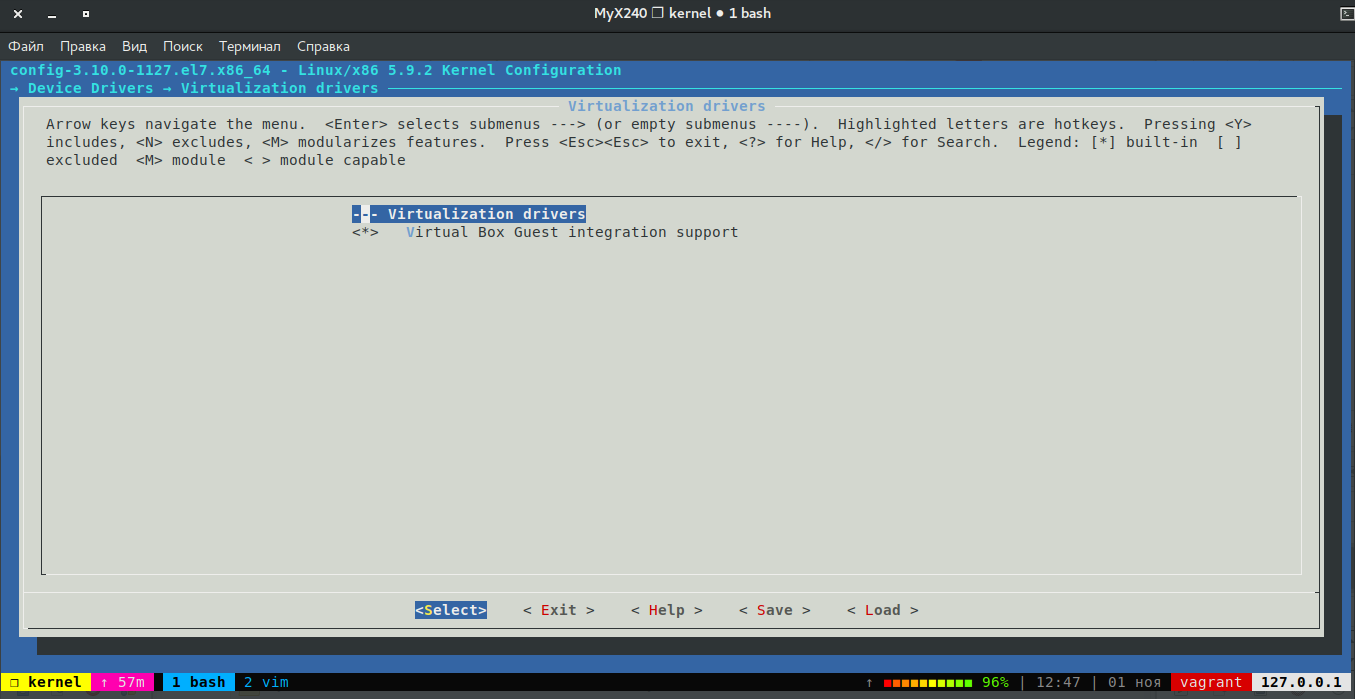 MyX240 ❐ kernel ● 1 bash
Файл Правка Вид Поиск Терминал Справка
config-3.10.0-1127.el7.x86_64 - Linux/x86 5.9.2 Kernel Configuration
→ Device Drivers → Virtualization drivers
Virtualization drivers
Arrow keys navigate the menu.  <Enter> selects submenus ---> (or empty submenus ----).  Highlighted letters are hotkeys.  Pressing <Y>
includes, <N> excludes, <M> modularizes features.  Press <Esc><Esc> to exit, <?> for Help, </> for Search.  Legend: [*] built-in  [ ]
excluded  <M> module  < > module capable
--- Virtualization drivers
<*>   Virtual Box Guest integration support
<Select>    < Exit >    < Help >    < Save >    < Load >
❐ kernel ↑ 57m 1 bash 2 vim ↑ 96% | 12:47 | 01 ноя vagrant 127.0.0.1